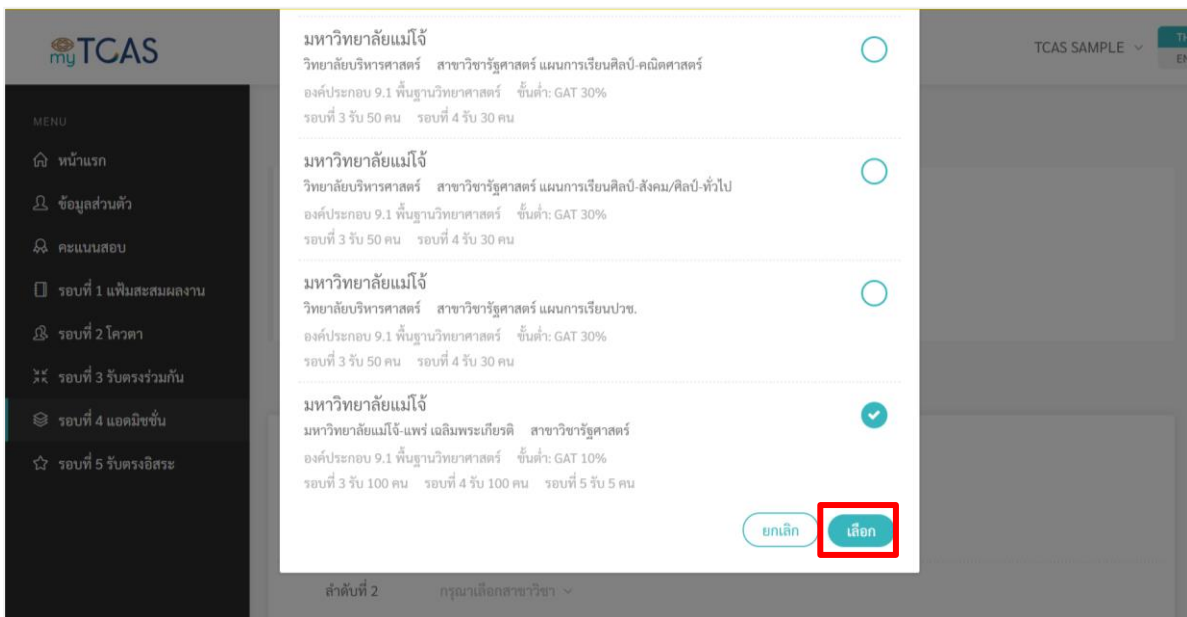 myTCAS
TCAS SAMPLE
TH
EN
MENU
หน้าแรก
ข้อมูลส่วนตัว
คะแนนสอบ
รอบที่ 1 แฟ้มสะสมผลงาน
รอบที่ 2 โควตา
รอบที่ 3 รับตรงร่วมกัน
รอบที่ 4 แอดมิชชั่น
รอบที่ 5 รับตรงอิสระ
มหาวิทยาลัยแม่โจ้
วิทยาลัยบริหารศาสตร์ สาขาวิชารัฐศาสตร์ แผนการเรียนศิลป์-คณิตศาสตร์
องค์ประกอบ 9.1 พื้นฐานวิทยาศาสตร์ ขั้นต่ำ: GAT 30%
รอบที่ 3 รับ 50 คน รอบที่ 4 รับ 30 คน
มหาวิทยาลัยแม่โจ้
วิทยาลัยบริหารศาสตร์ สาขาวิชารัฐศาสตร์ แผนการเรียนศิลป์-สังคม/ศิลป์-ทั่วไป
องค์ประกอบ 9.1 พื้นฐานวิทยาศาสตร์ ขั้นต่ำ: GAT 30%
รอบที่ 3 รับ 50 คน รอบที่ 4 รับ 30 คน
มหาวิทยาลัยแม่โจ้
วิทยาลัยบริหารศาสตร์ สาขาวิชารัฐศาสตร์ แผนการเรียนปวช.
องค์ประกอบ 9.1 พื้นฐานวิทยาศาสตร์ ขั้นต่ำ: GAT 30%
รอบที่ 3 รับ 50 คน รอบที่ 4 รับ 30 คน
มหาวิทยาลัยแม่โจ้
มหาวิทยาลัยแม่โจ้-แพร่ เฉลิมพระเกียรติ สาขาวิชารัฐศาสตร์
องค์ประกอบ 9.1 พื้นฐานวิทยาศาสตร์ ขั้นต่ำ: GAT 10%
รอบที่ 3 รับ 100 คน รอบที่ 4 รับ 100 คน รอบที่ 5 รับ 5 คน
ยกเลิก เลือก
ลำดับที่ 2 กรุณาเลือกสาขาวิชา